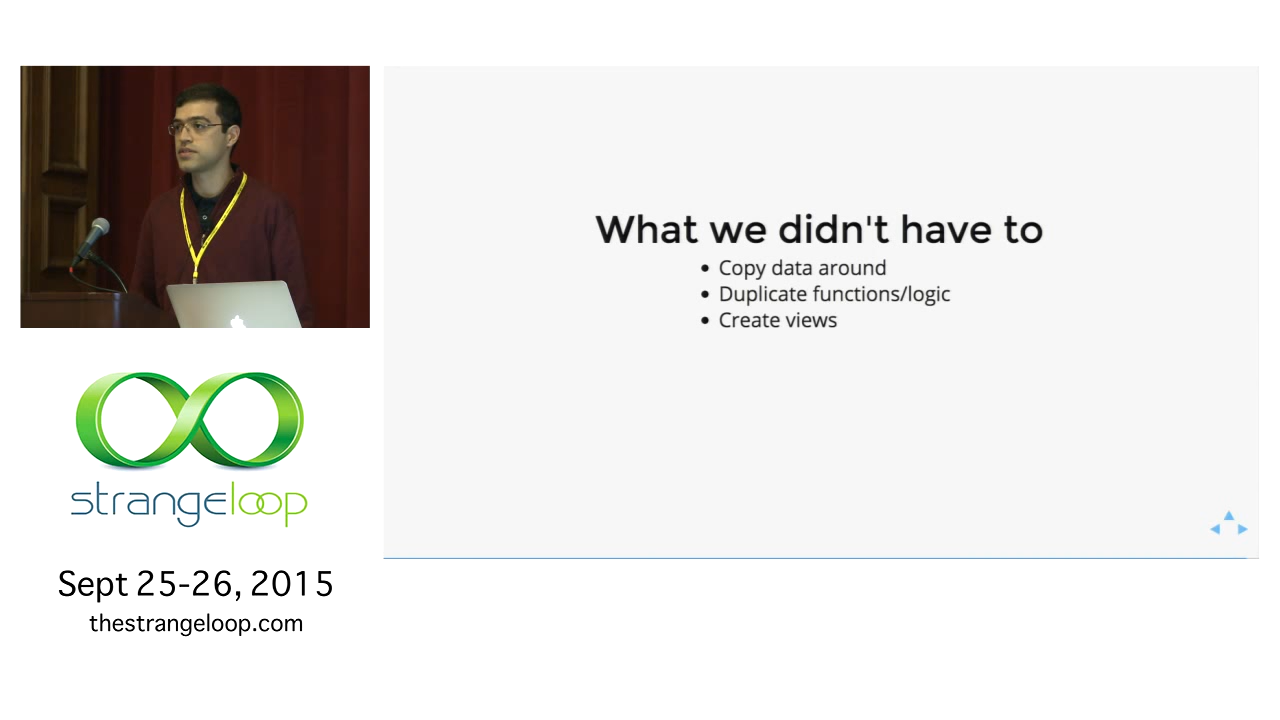 What we didn't have to
• Copy data around
• Duplicate functions/logic
• Create views
strangeloop
Sept 25-26, 2015
thestrangeloop.com